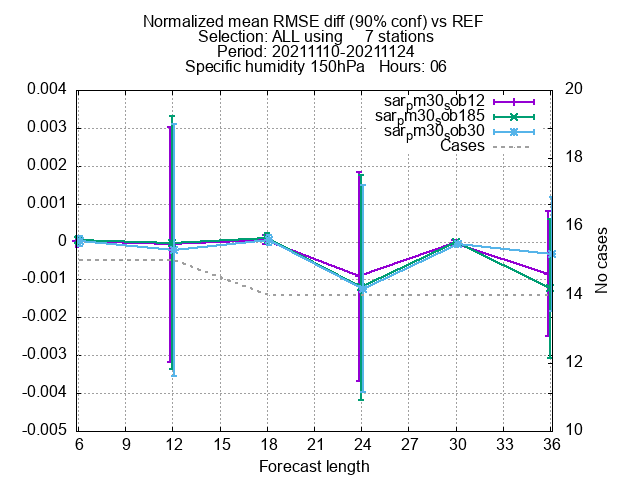 Normalized mean RMSE diff (90% conf) vs REF
Selection: ALL using 7 stations
Period: 20211110-20211124
Specific humidity 150hPa Hours: 06
0.004
0.003
0.002
0.001
0
-0.001
-0.002
-0.003
-0.004
-0.005
20
18
16
14
12
10
No cases
sarpm30sob12
sarpm30sob185
sarpm30sob30
Cases
6 9 12 15 18 21 24 27 30 33 36
Forecast length